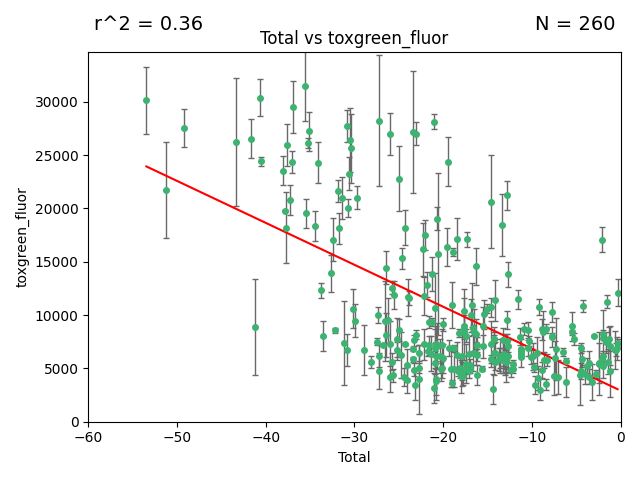 r^2 = 0.36
N = 260
Total vs toxgreen_fluor
toxgreen_fluor
30000
25000
20000
15000
10000
5000
0
−60
−50
−40
−30
−20
−10
0
Total